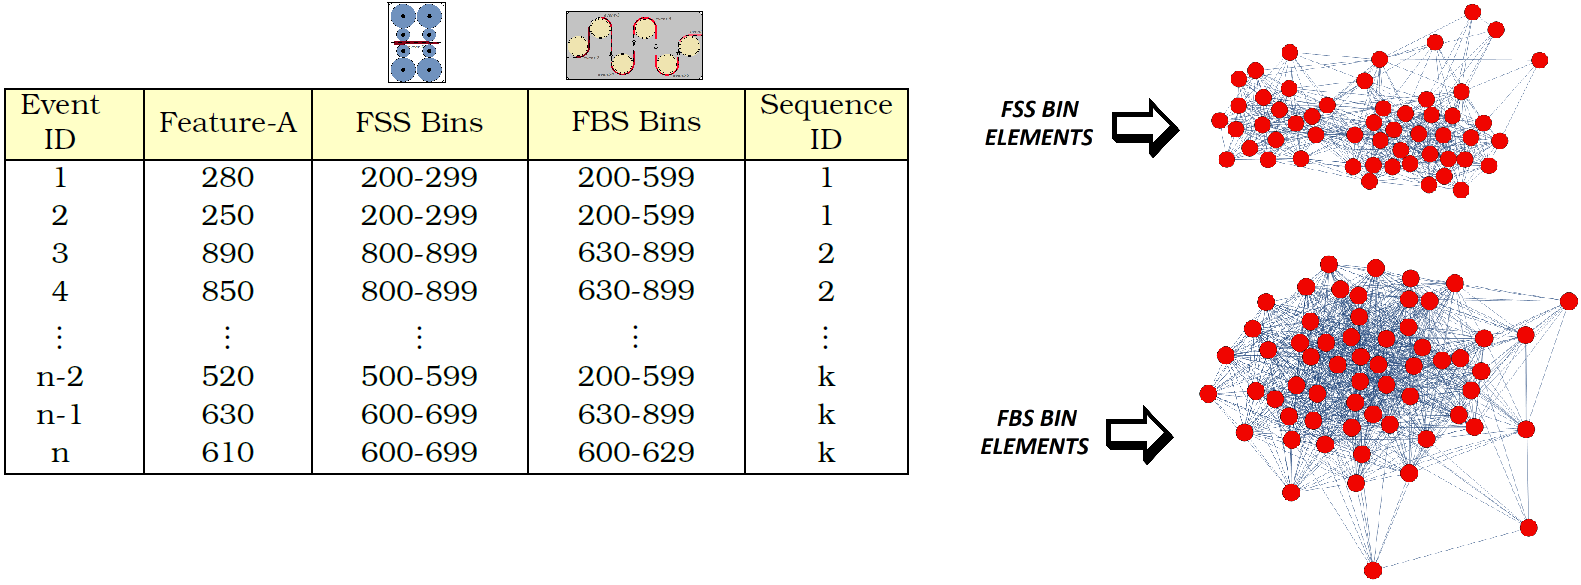 Event ID Feature-A FSS Bins FBS Bins Sequence ID
1 280 200-299 200-599 1
2 250 200-299 200-599 1
3 890 800-899 630-899 2
4 850 800-899 630-899 2
⋮ ⋮ ⋮ ⋮ ⋮
n-2 520 500-599 200-599 k
n-1 630 600-699 630-899 k
n 610 600-699 600-629 k
FSS BIN
ELEMENTS
FBS BIN
ELEMENTS